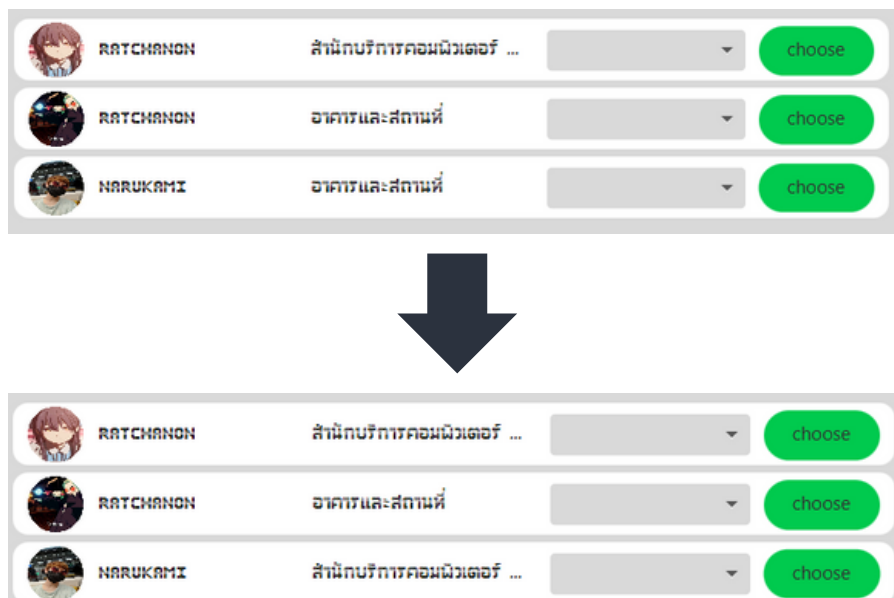 RATCHANON สำนักบริการคอมพิวเตอร์ ... choose
RATCHANON อาคารและสถานที่ choose
NARUKAMI อาคารและสถานที่ choose
RATCHANON สำนักบริการคอมพิวเตอร์ ... choose
RATCHANON อาคารและสถานที่ choose
NARUKAMI สำนักบริการคอมพิวเตอร์ ... choose